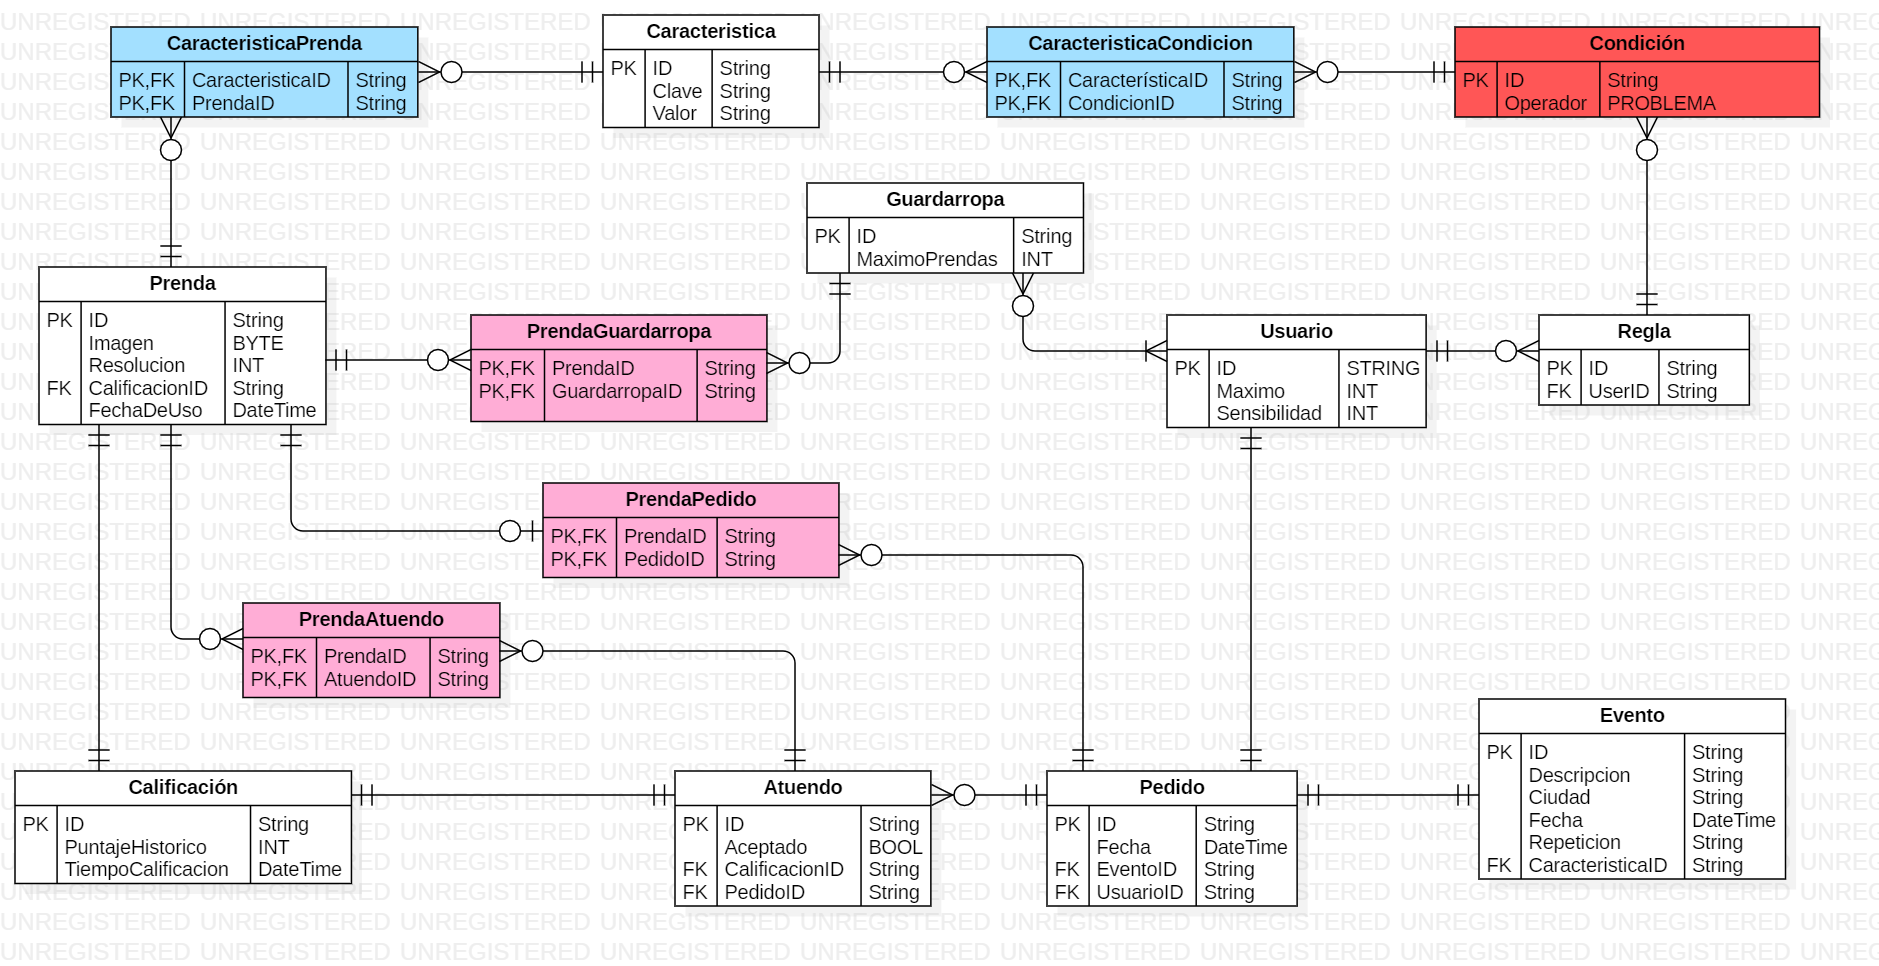 CaracteristicaPrenda
PK,FK CaracteristicaID String
PK,FK PrendaID String
Caracteristica
PK ID String
Clave String
Valor String
CaracteristicaCondicion
PK,FK CaracterísticaID String
PK,FK CondicionID String
Condición
PK ID String
Operador PROBLEMA
Guardarropa
PK ID String
MaximoPrendas INT
Prenda
PK ID String
Imagen BYTE
Resolucion INT
FK CalificacionID String
FechaDeUso DateTime
PrendaGuardarropa
PK,FK PrendaID String
PK,FK GuardarropaID String
Usuario
PK ID STRING
Maximo INT
Sensibilidad INT
Regla
PK ID String
FK UserID String
PrendaPedido
PK,FK PrendaID String
PK,FK PedidoID String
PrendaAtuendo
PK,FK PrendaID String
PK,FK AtuendoID String
Calificación
PK ID String
PuntajeHistorico INT
TiempoCalificacion DateTime
Atuendo
PK ID String
Aceptado BOOL
FK CalificacionID String
FK PedidoID String
Pedido
PK ID String
Fecha DateTime
FK EventoID String
FK UsuarioID String
Evento
PK ID String
Descripcion String
Ciudad String
Fecha DateTime
Repeticion String
FK CaracteristicaID String
UNREGISTERED